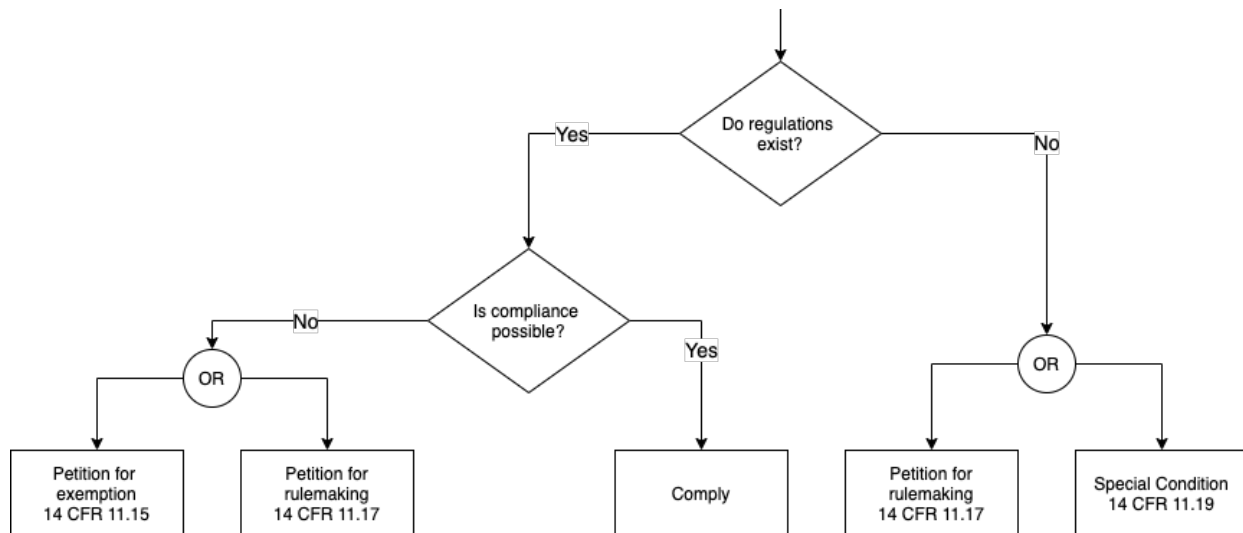 Do regulations
exist?
Yes
No
Is compliance
possible?
No
Yes
OR
OR
Petition for
exemption
14 CFR 11.15
Petition for
rulemaking
14 CFR 11.17
Comply
Petition for
rulemaking
14 CFR 11.17
Special Condition
14 CFR 11.19